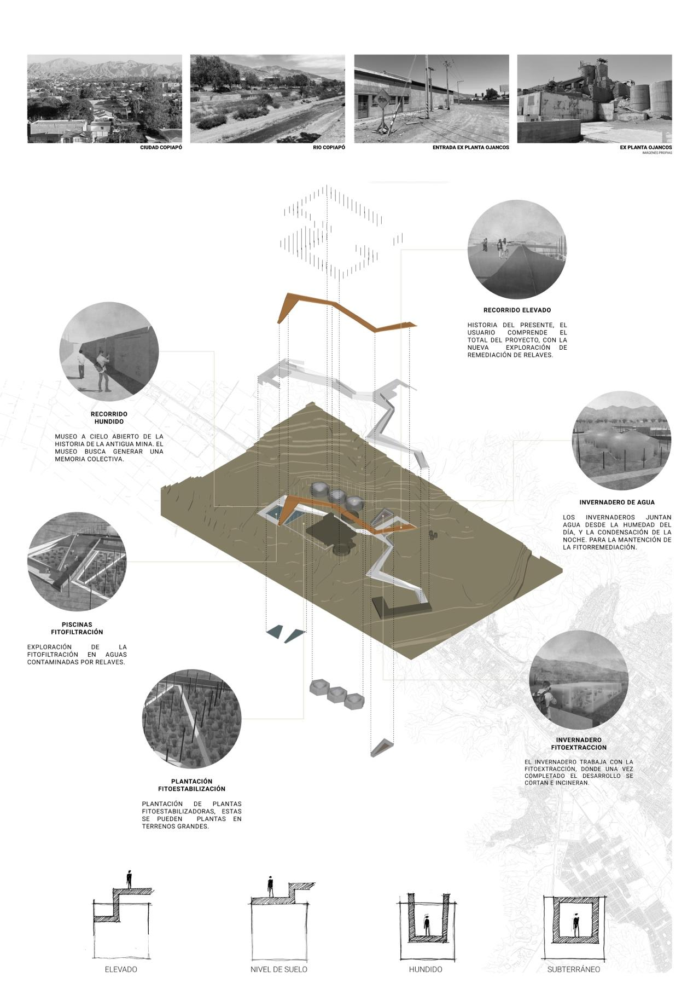 CIUDAD COPIAPÓ
RIO COPIAPÓ
ENTRADA EX PLANTA OJANCOS
EX PLANTA OJANCOS
IMÁGENES PROPIAS
RECORRIDO ELEVADO
HISTORIA DEL PRESENTE, EL
USUARIO COMPRENDE EL
TOTAL DEL PROYECTO, CON LA
NUEVA EXPLORACIÓN DE
REMEDIACIÓN DE RELAVES.
RECORRIDO
HUNDIDO
MUSEO A CIELO ABIERTO DE LA
HISTORIA DE LA ANTIGUA MINA. EL
MUSEO BUSCA GENERAR UNA
MEMORIA COLECTIVA.
INVERNADERO DE AGUA
LOS INVERNADEROS JUNTAN
AGUA DESDE LA HUMEDAD DEL
DÍA, Y LA CONDENSACIÓN DE LA
NOCHE. PARA LA MANTENCIÓN DE
LA FITORREMEDIACIÓN.
PISCINAS
FITOFILTRACIÓN
EXPLORACIÓN DE LA
FITOFILTRACIÓN EN AGUAS
CONTAMINADAS POR RELAVES.
INVERNADERO
FITOEXTRACCION
EL INVERNADERO TRABAJA CON LA
FITOEXTRACCIÓN, DONDE UNA VEZ
COMPLETADO EL DESARROLLO SE
CORTAN E INCINERAN.
PLANTACIÓN
FITOESTABILIZACIÓN
PLANTACIÓN DE PLANTAS
FITOESTABILIZADORAS, ESTAS
SE PUEDEN PLANTAS EN
TERRENOS GRANDES.
ELEVADO
NIVEL DE SUELO
HUNDIDO
SUBTERRÁNEO